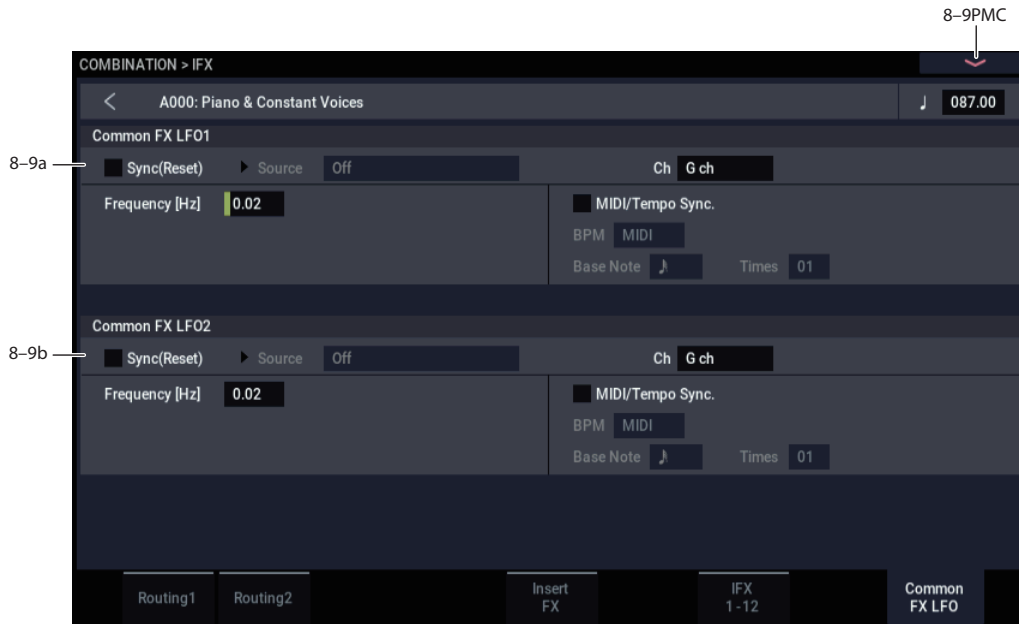 8–9PMC
COMBINATION > IFX
A000: Piano & Constant Voices
♩ 087.00
Common FX LFO1
8–9a
Sync(Reset) Source Off Ch G ch
Frequency [Hz] 0.02 MIDI/Tempo Sync.
BPM MIDI
Base Note Times 01
Common FX LFO2
8–9b
Sync(Reset) Source Off Ch G ch
Frequency [Hz] 0.02 MIDI/Tempo Sync.
BPM MIDI
Base Note Times 01
Routing1 Routing2 Insert FX IFX 1-12 Common FX LFO